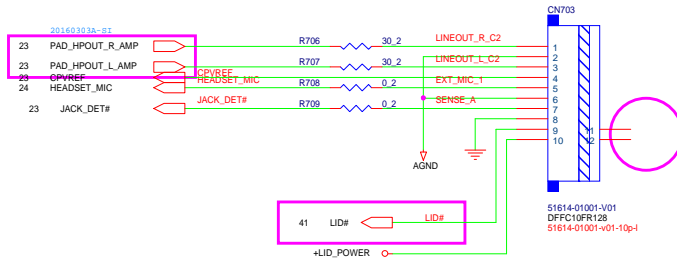 CN703
20160303A-SI
23 PAD_HPOUT_R_AMP R706 30_2 LINEOUT_R_C2 1
2
23 PAD_HPOUT_L_AMP R707 30_2 LINEOUT_L_C2 3
23 CPVREF CPVREF 4
24 HEADSET_MIC HEADSET_MIC R708 0_2 EXT_MIC_1 5
6
23 JACK_DET# JACK_DET# R709 0_2 SENSE_A 7
8
9 11
10 12
AGND
51614-01001-V01
DFFC10FR128
51614-01001-v01-10p-l
41 LID# LID#
+LID_POWER